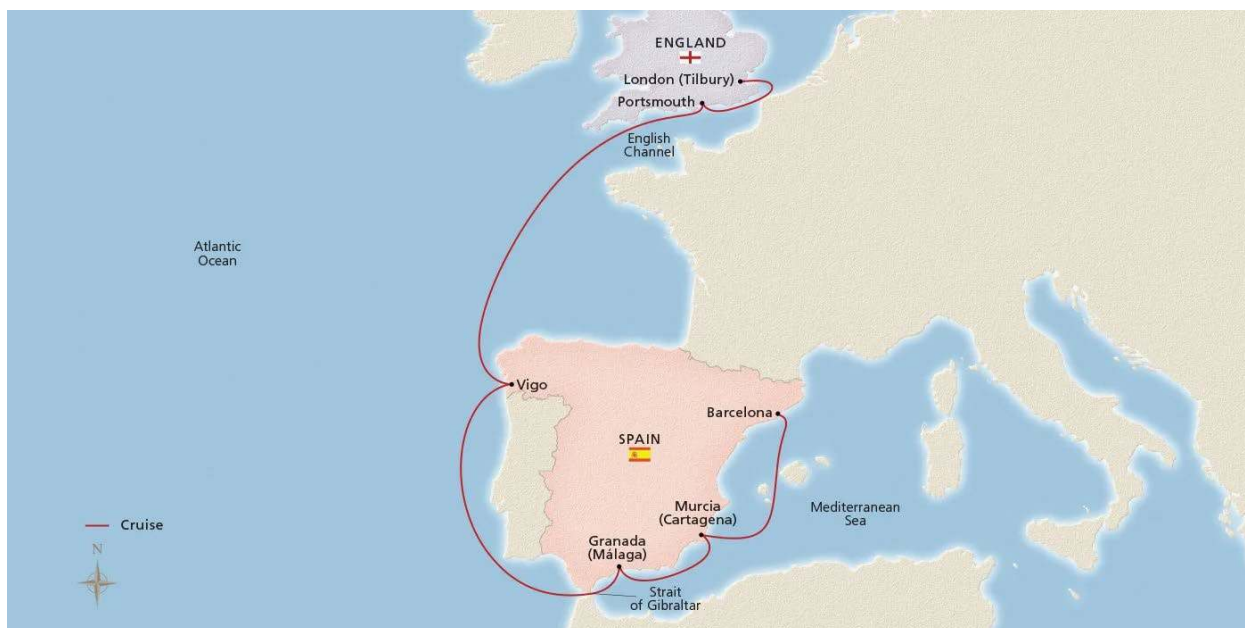 ENGLAND
London (Tilbury)
Portsmouth
English
Channel
Atlantic
Ocean
Vigo
Barcelona
SPAIN
Murcia
(Cartagena)
Mediterranean
Sea
Cruise
N
Granada
(Málaga)
Strait
of Gibraltar